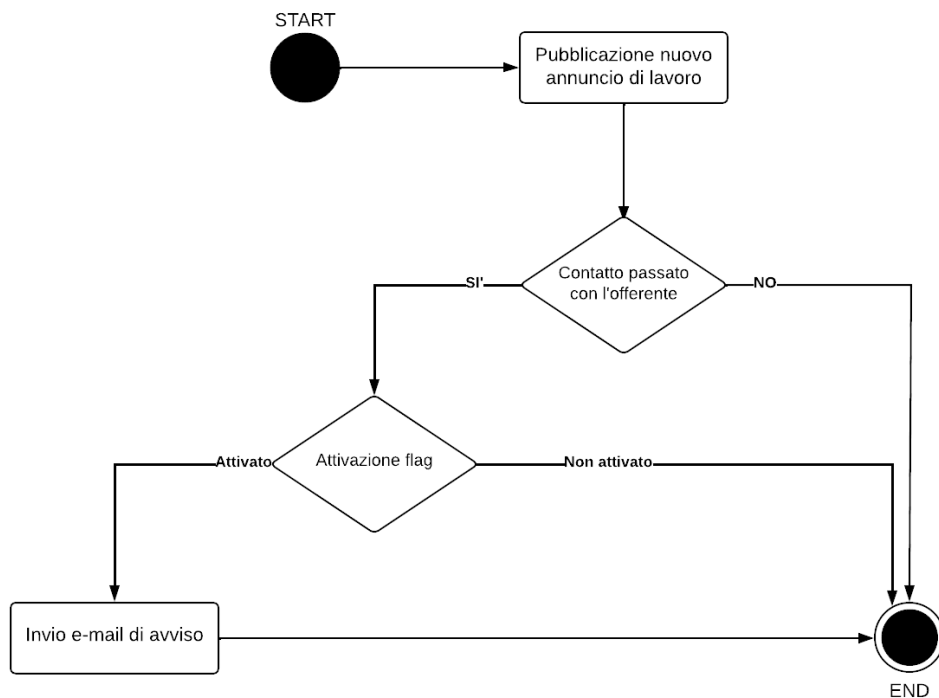 START
Pubblicazione nuovo
annuncio di lavoro
Contatto passato
con l'offerente
SI'
NO
Attivazione flag
Attivato
Non attivato
Invio e-mail di avviso
END